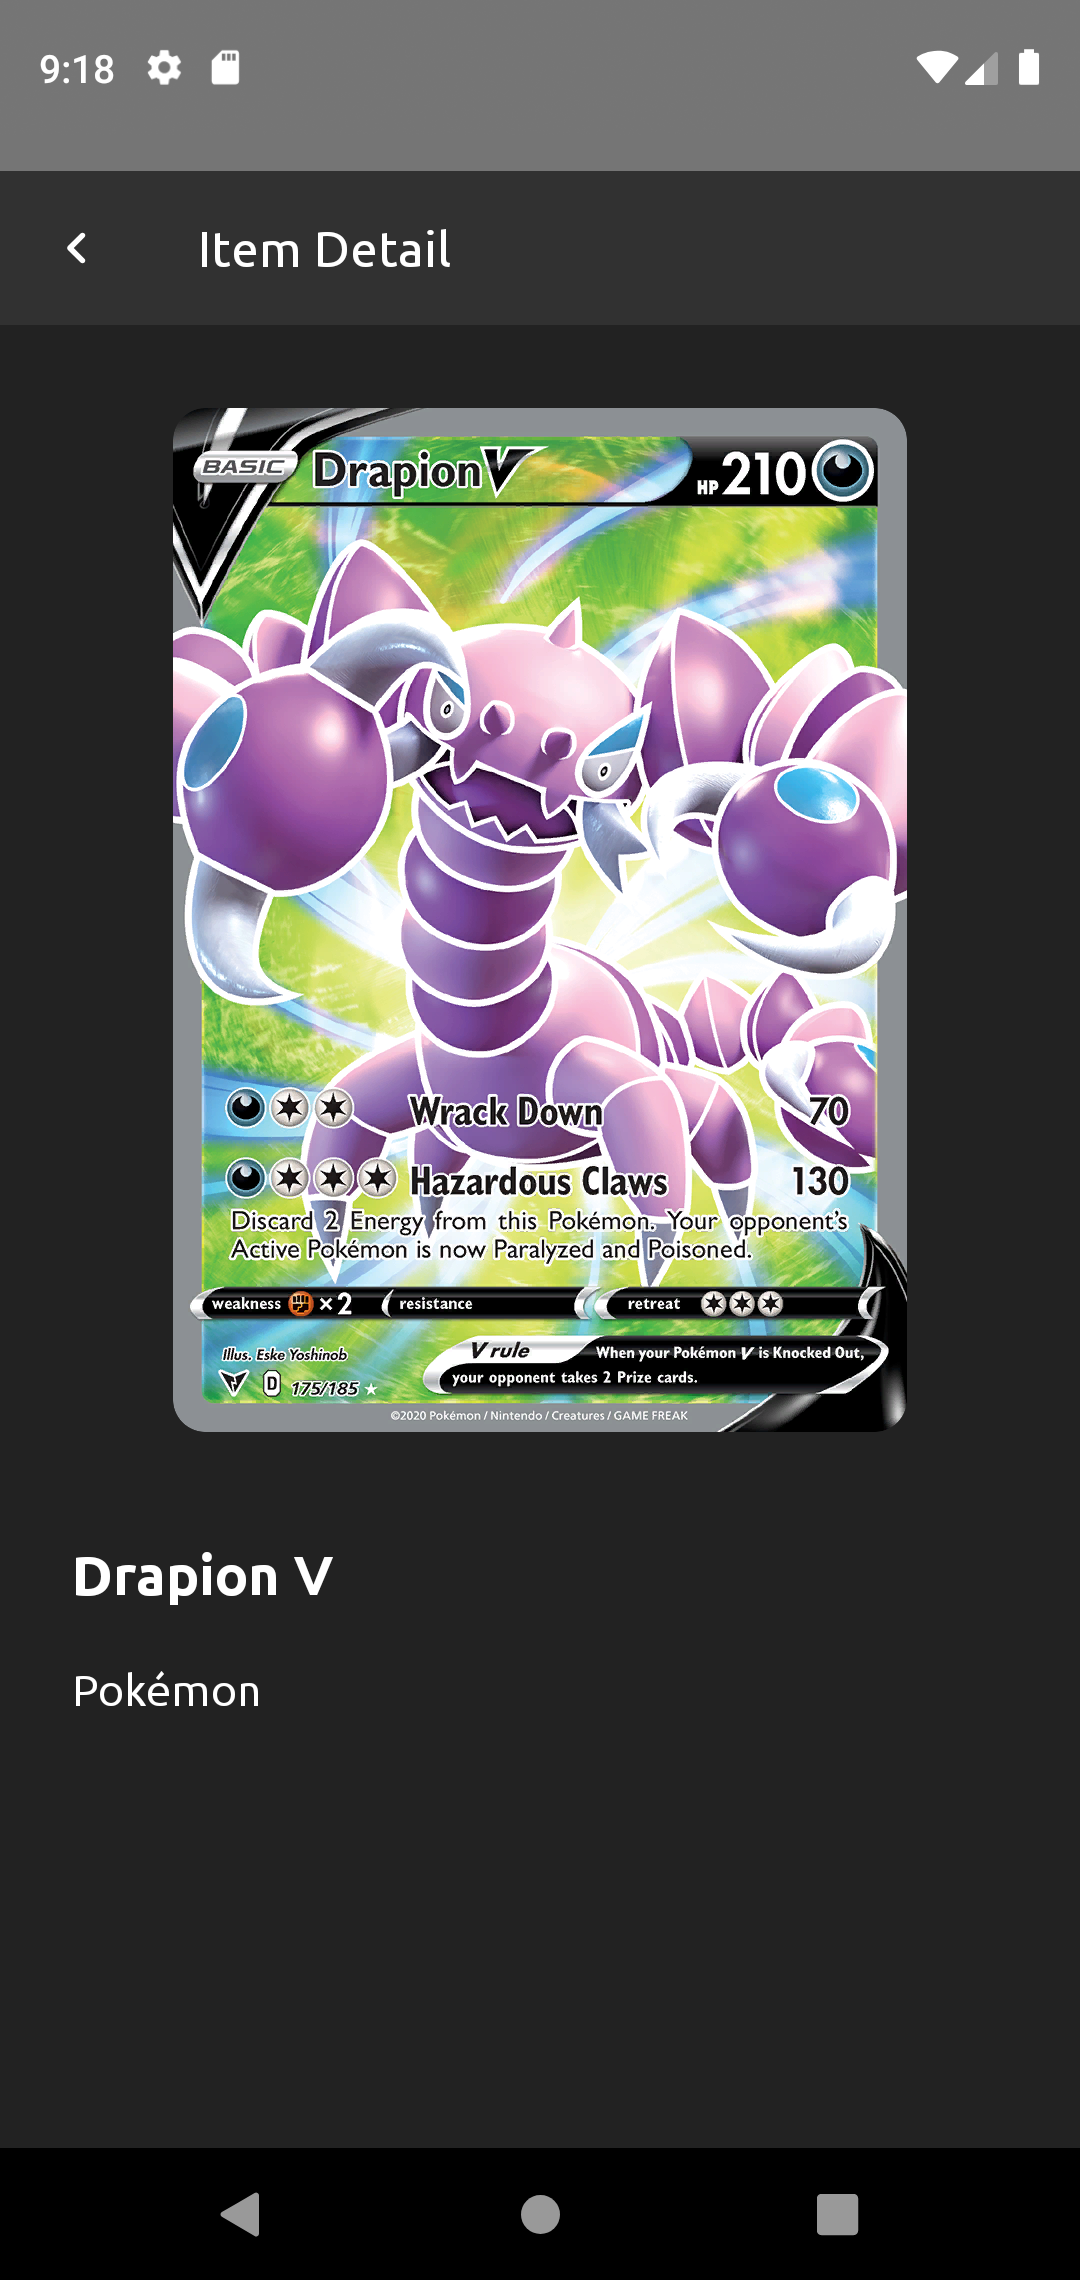 9:18
Item Detail
BASIC Drapion V HP 210
Wrack Down 70
Hazardous Claws 130
Discard 2 Energy from this Pokémon. Your opponent's
Active Pokémon is now Paralyzed and Poisoned.
weakness ×2 resistance retreat
Illus. Eske Yoshinob
V rule When your Pokémon V is Knocked Out,
your opponent takes 2 Prize cards.
D 175/185 ★
©2020 Pokémon / Nintendo / Creatures / GAME FREAK
Drapion V
Pokémon